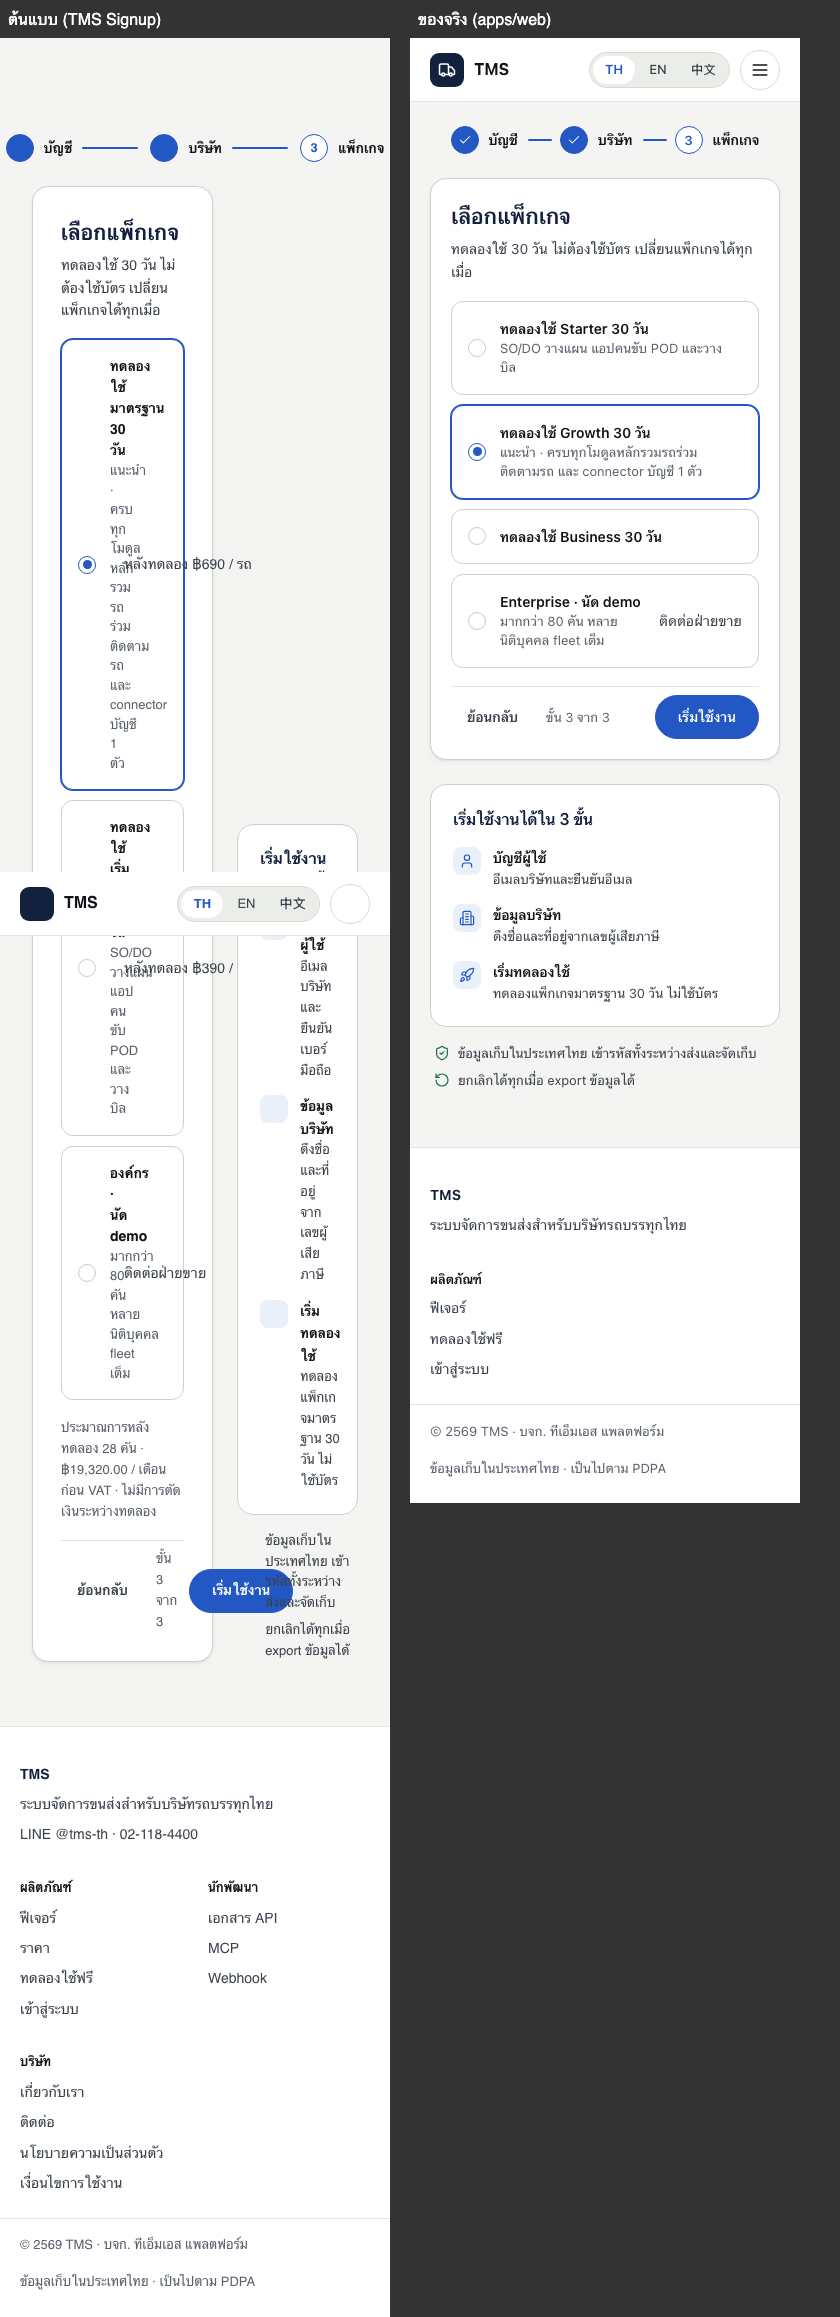 ต้นแบบ (TMS Signup)
บัญชี
บริษัท
3
แพ็กเกจ
เลือกแพ็กเกจ
ทดลองใช้ 30 วัน ไม่
ต้องใช้บัตร เปลี่ยน
แพ็กเกจได้ทุกเมื่อ
ทดลอง
ใช้
มาตรฐาน
30
วัน
แนะนำ
·
ครบ
ทุก
โมดูล
หลัก
รวม
รถ
ร่วม
ติดตาม
รถ
และ
connector
บัญชี
1
ตัว
หลังทดลอง ฿690 / รถ
ทดลอง
ใช้
เริ่ม
TMS
TH
EN
中文
SO/DO
วางแผน
แอป
คน
ขับ
POD
และ
วาง
บิล
หลังทดลอง ฿390 /
องค์กร
·
นัด
demo
มากกว่า
80
คัน
หลาย
นิติบุคคล
fleet
เต็ม
ติดต่อฝ่ายขาย
ประมาณการหลัง
ทดลอง 28 คัน ·
฿19,320.00 / เดือน
ก่อน VAT · ไม่มีการตัด
เงินระหว่างทดลอง
ย้อนกลับ
ขั้น
3
จาก
3
เริ่มใช้งาน
เริ่มใช้งาน
ผู้ใช้
อีเมล
บริษัท
และ
ยืนยัน
เบอร์
มือถือ
ข้อมูล
บริษัท
ดึงชื่อ
และที่
อยู่
จาก
เลขผู้
เสีย
ภาษี
เริ่ม
ทดลอง
ใช้
ทดลอง
แพ็กเก
จมาตร
ฐาน 30
วัน ไม่
ใช้บัตร
ข้อมูลเก็บใน
ประเทศไทย เข้า
รหัสทั้งระหว่าง
ส่งและจัดเก็บ
ยกเลิกได้ทุกเมื่อ
export ข้อมูลได้
TMS
ระบบจัดการขนส่งสำหรับบริษัทรถบรรทุกไทย
LINE @tms-th · 02-118-4400
ผลิตภัณฑ์
ฟีเจอร์
ราคา
ทดลองใช้ฟรี
เข้าสู่ระบบ
นักพัฒนา
เอกสาร API
MCP
Webhook
บริษัท
เกี่ยวกับเรา
ติดต่อ
นโยบายความเป็นส่วนตัว
เงื่อนไขการใช้งาน
© 2569 TMS · บจก. ทีเอ็มเอส แพลตฟอร์ม
ข้อมูลเก็บในประเทศไทย · เป็นไปตาม PDPA
ของจริง (apps/web)
TMS
TH
EN
中文
บัญชี
บริษัท
3
แพ็กเกจ
เลือกแพ็กเกจ
ทดลองใช้ 30 วัน ไม่ต้องใช้บัตร เปลี่ยนแพ็กเกจได้ทุก
เมื่อ
ทดลองใช้ Starter 30 วัน
SO/DO วางแผน แอปคนขับ POD และวาง
บิล
ทดลองใช้ Growth 30 วัน
แนะนำ · ครบทุกโมดูลหลักรวมรถร่วม
ติดตามรถ และ connector บัญชี 1 ตัว
ทดลองใช้ Business 30 วัน
Enterprise · นัด demo
มากกว่า 80 คัน หลาย
นิติบุคคล fleet เต็ม
ติดต่อฝ่ายขาย
ย้อนกลับ
ขั้น 3 จาก 3
เริ่มใช้งาน
เริ่มใช้งานได้ใน 3 ขั้น
บัญชีผู้ใช้
อีเมลบริษัทและยืนยันอีเมล
ข้อมูลบริษัท
ดึงชื่อและที่อยู่จากเลขผู้เสียภาษี
เริ่มทดลองใช้
ทดลองแพ็กเกจมาตรฐาน 30 วัน ไม่ใช้บัตร
ข้อมูลเก็บในประเทศไทย เข้ารหัสทั้งระหว่างส่งและจัดเก็บ
ยกเลิกได้ทุกเมื่อ export ข้อมูลได้
TMS
ระบบจัดการขนส่งสำหรับบริษัทรถบรรทุกไทย
ผลิตภัณฑ์
ฟีเจอร์
ทดลองใช้ฟรี
เข้าสู่ระบบ
© 2569 TMS · บจก. ทีเอ็มเอส แพลตฟอร์ม
ข้อมูลเก็บในประเทศไทย · เป็นไปตาม PDPA